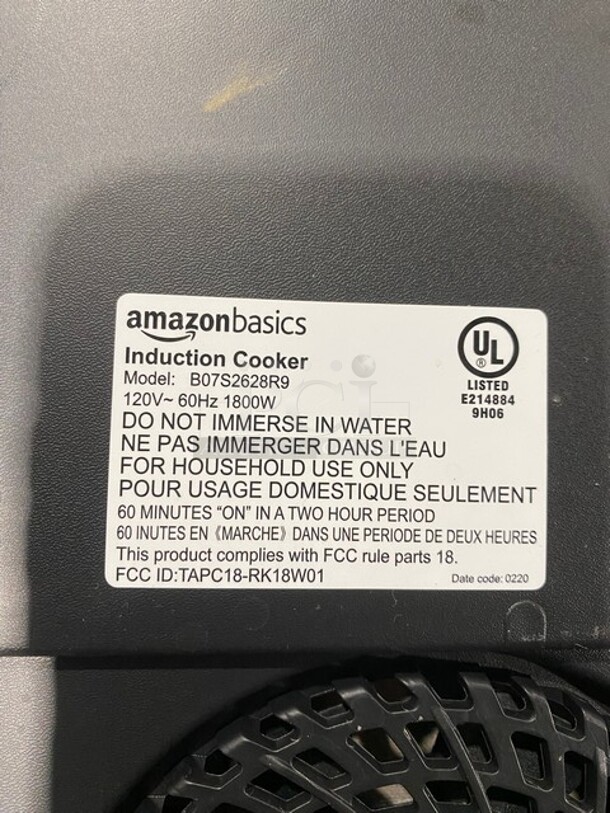 amazonbasics
Induction Cooker
Model: B07S2628R9
120V~ 60Hz 1800W
UL
®
LISTED
E214884
9H06
DO NOT IMMERSE IN WATER
NE PAS IMMERGER DANS L'EAU
FOR HOUSEHOLD USE ONLY
POUR USAGE DOMESTIQUE SEULEMENT
60 MINUTES "ON" IN A TWO HOUR PERIOD
60 INUTES EN《MARCHE》DANS UNE PERIODE DE DEUX HEURES
This product complies with FCC rule parts 18.
FCC ID:TAPC18-RK18W01
Date code: 0220